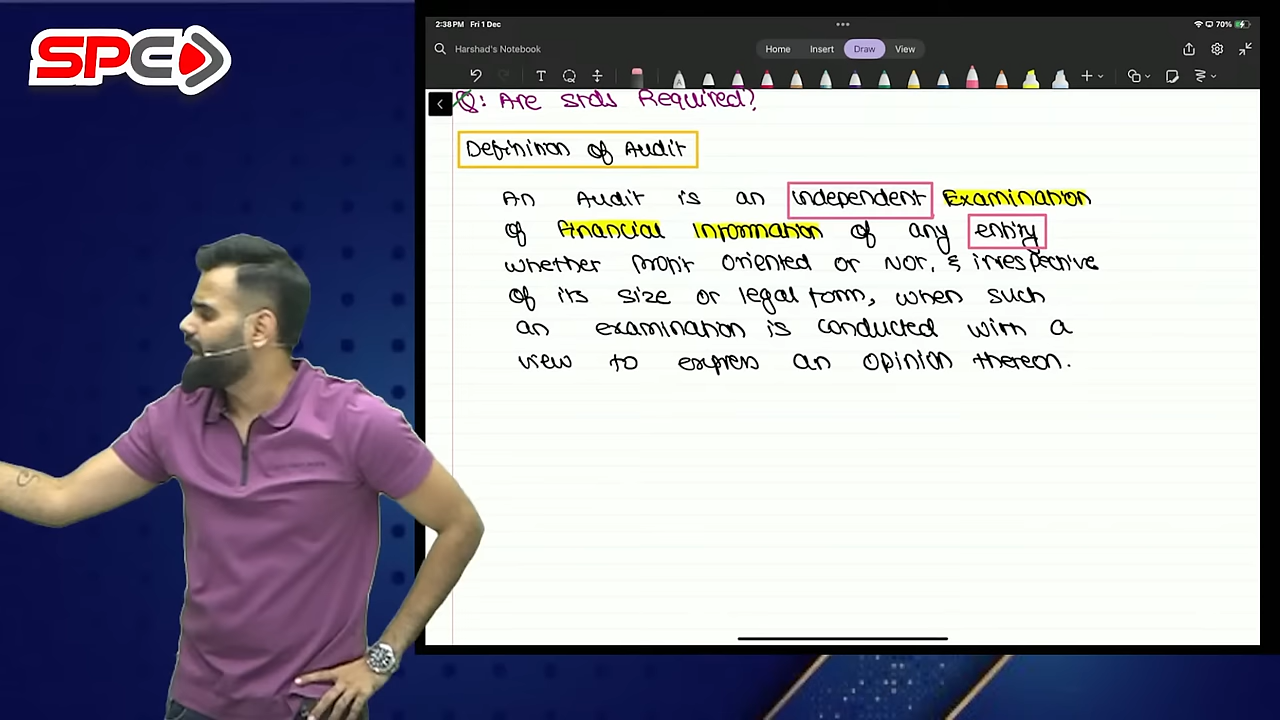 SPC
2:38 PM Fri 1 Dec
70%
Harshad's Notebook
Home Insert Draw View
Q: Are stds Required?
Definition of Audit
An Audit is an independent Examination
of financial Information of any entity
whether profit oriented or Not, & irrespective
of its size or legal form, when such
an examination is conducted with a
view to express an opinion thereon.